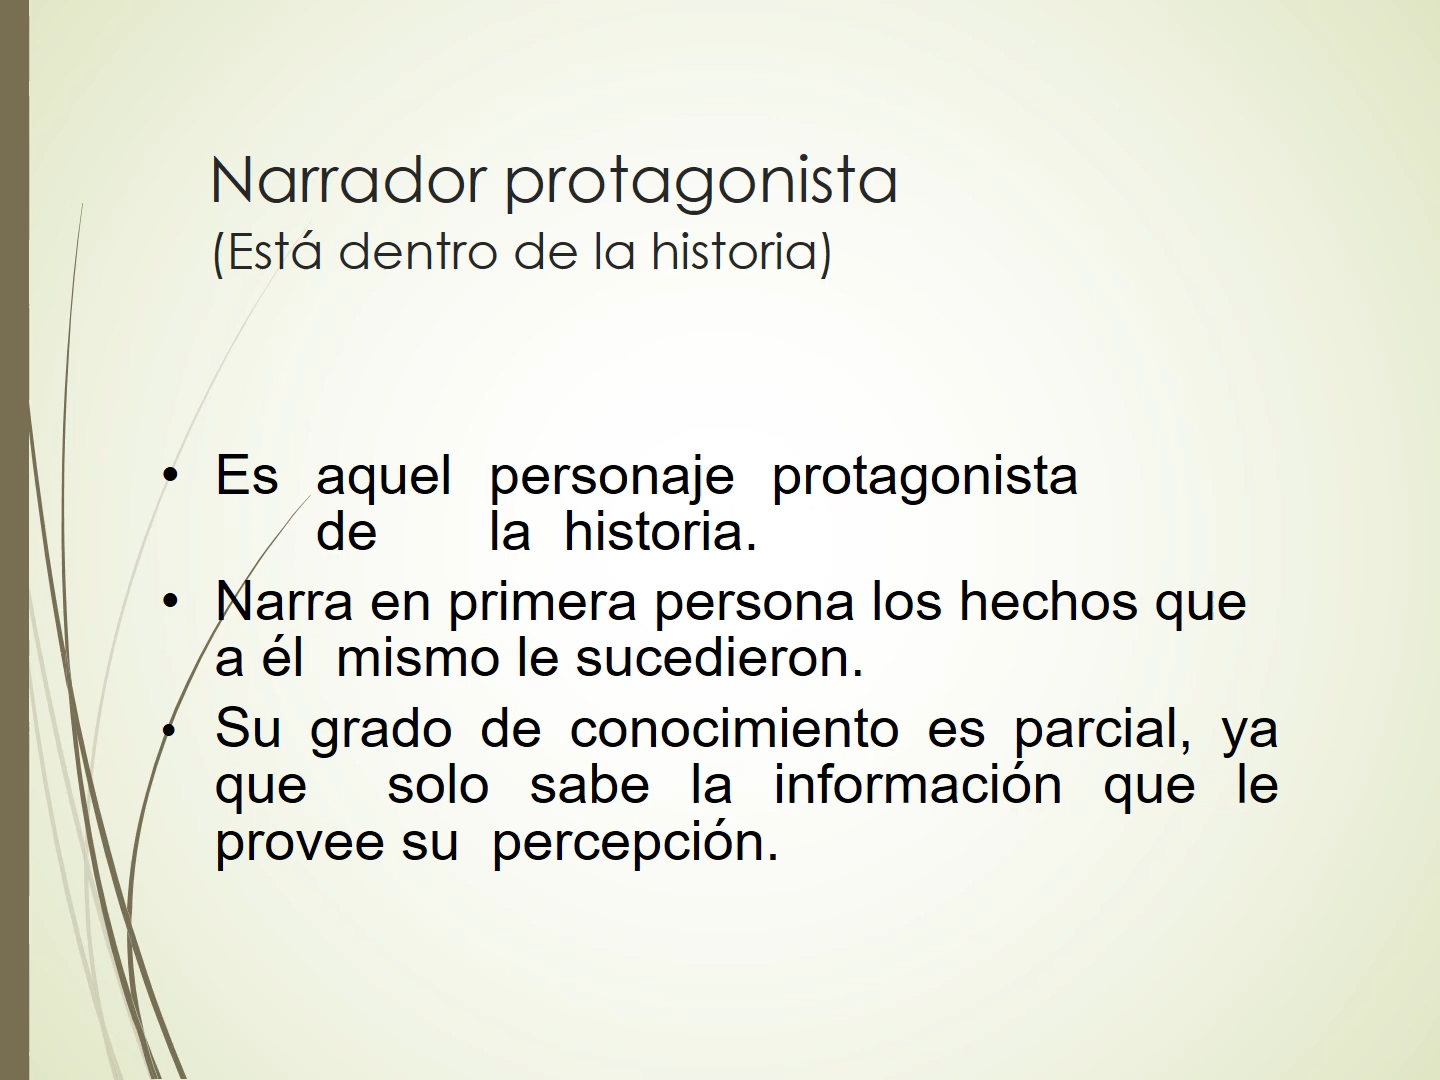 Narrador protagonista
(Está dentro de la historia)
• Es aquel personaje protagonista
de la historia.
• Narra en primera persona los hechos que
a él mismo le sucedieron.
• Su grado de conocimiento es parcial, ya
que solo sabe la información que le
provee su percepción.